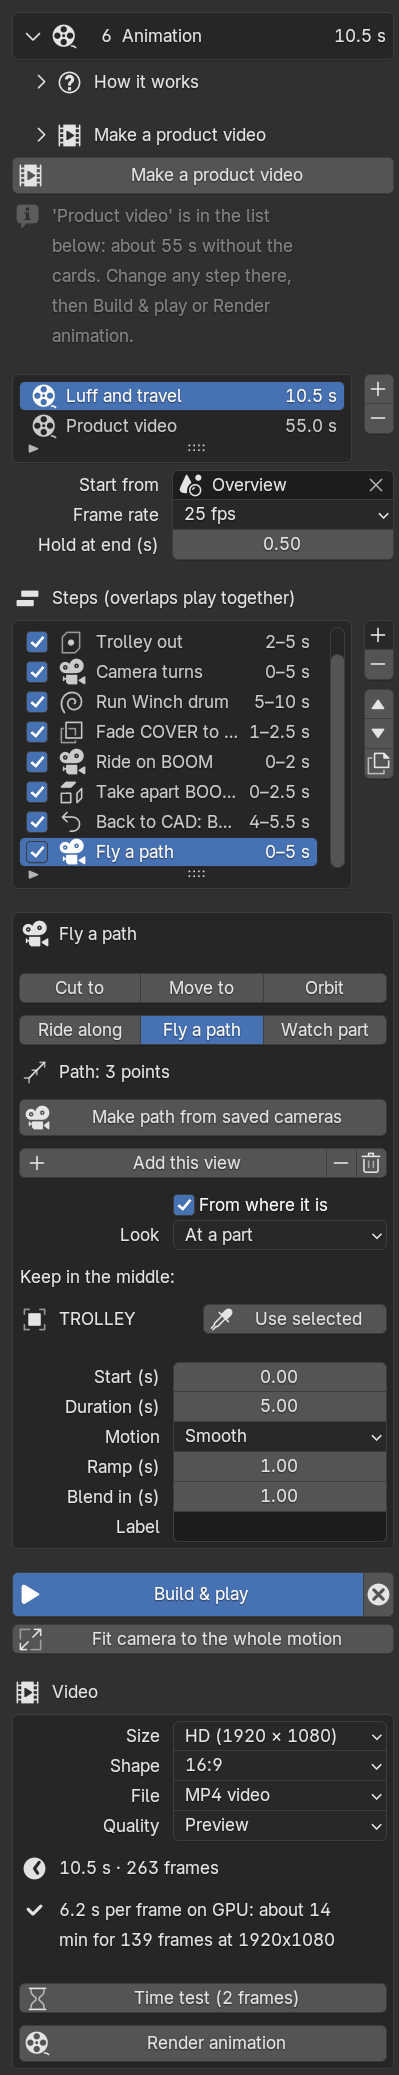 6 Animation 10.5 s
How it works
Make a product video
Make a product video
'Product video' is in the list
below: about 55 s without the
cards. Change any step there,
then Build & play or Render
animation.
Luff and travel 10.5 s
Product video 55.0 s
Start from Overview
Frame rate 25 fps
Hold at end (s) 0.50
Steps (overlaps play together)
Trolley out 2–5 s
Camera turns 0–5 s
Run Winch drum 5–10 s
Fade COVER to ... 1–2.5 s
Ride on BOOM 0–2 s
Take apart BOO... 0–2.5 s
Back to CAD: B... 4–5.5 s
Fly a path 0–5 s
Fly a path
Cut to Move to Orbit
Ride along Fly a path Watch part
Path: 3 points
Make path from saved cameras
Add this view
From where it is
Look At a part
Keep in the middle:
TROLLEY Use selected
Start (s) 0.00
Duration (s) 5.00
Motion Smooth
Ramp (s) 1.00
Blend in (s) 1.00
Label
Build & play
Fit camera to the whole motion
Video
Size HD (1920 × 1080)
Shape 16:9
File MP4 video
Quality Preview
10.5 s · 263 frames
6.2 s per frame on GPU: about 14
min for 139 frames at 1920x1080
Time test (2 frames)
Render animation